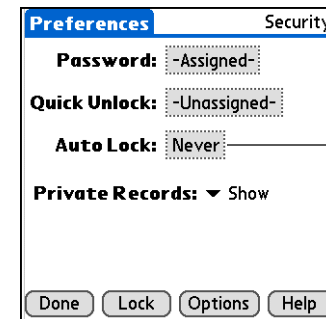 Preferences Security
Password: -Assigned-
Quick Unlock: -Unassigned-
Auto Lock: Never
Private Records: Show
Done Lock Options Help